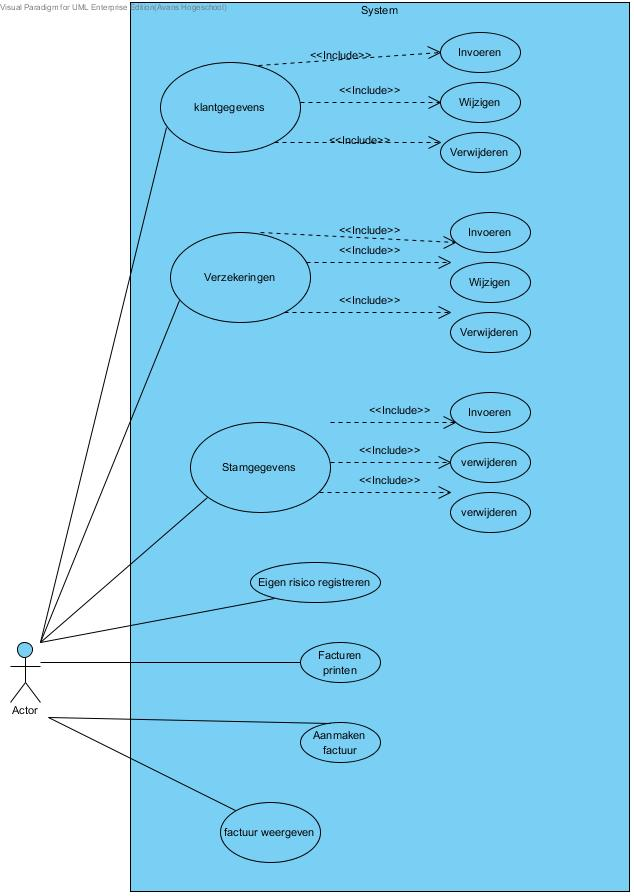 Visual Paradigm for UML Enterprise Edition(Avans Hogeschool)
System
<<Include>>
Invoeren
klantgegevens
<<Include>>
Wijzigen
<<Include>>
Verwijderen
<<Include>>
Invoeren
<<Include>>
Verzekeringen
Wijzigen
<<Include>>
Verwijderen
<<Include>>
Invoeren
<<Include>>
Stamgegevens
verwijderen
<<Include>>
verwijderen
Eigen risico registreren
Facturen
printen
Actor
Aanmaken
factuur
factuur weergeven